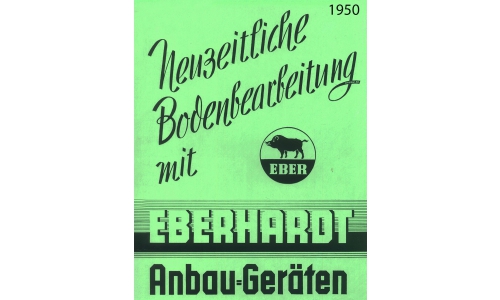 1950
Neuzeitliche
Bodenbearbeitung
mit
EBER
EBERHARDT
Anbau-Geräten